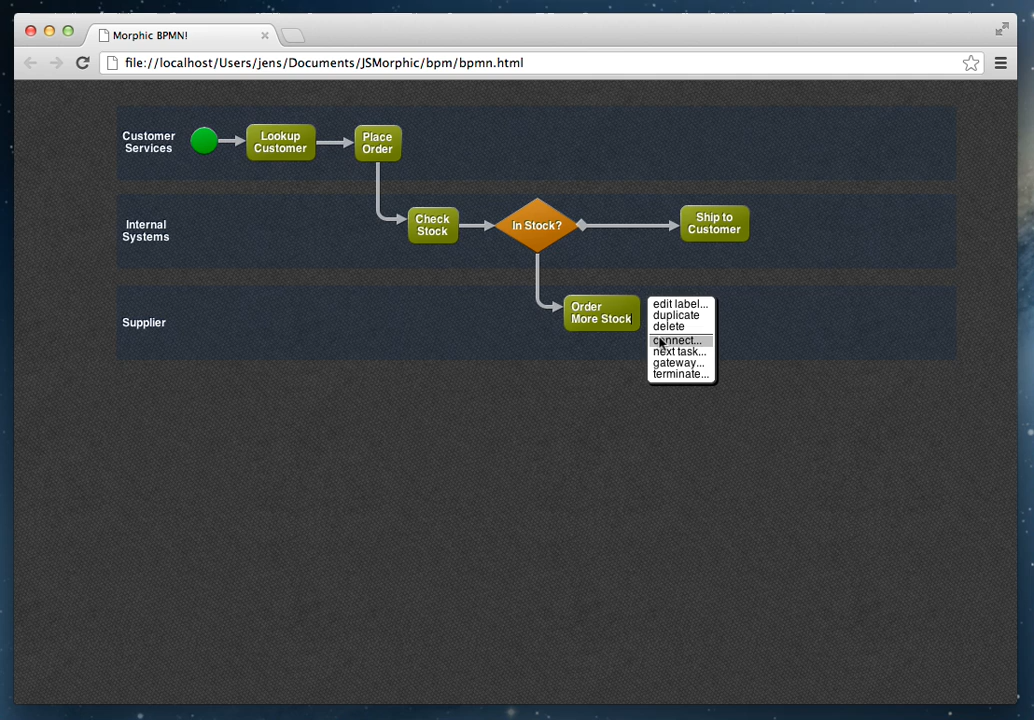 Morphic BPMN!
file://localhost/Users/jens/Documents/JSMorphic/bpm/bpmn.html
Customer
Services
Lookup
Customer
Place
Order
Internal
Systems
Check
Stock
In Stock?
Ship to
Customer
Supplier
Order
More Stock
edit label...
duplicate
delete
connect...
next task...
gateway...
terminate...